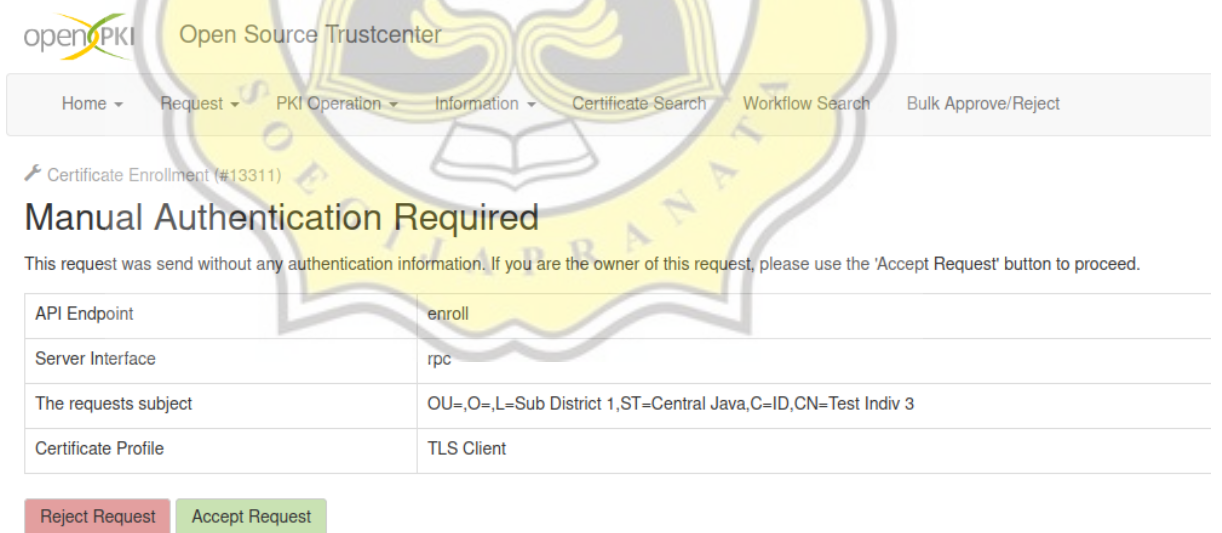 openXPKI Open Source Trustcenter
Home Request PKI Operation Information Certificate Search Workflow Search Bulk Approve/Reject
Certificate Enrollment (#13311)
Manual Authentication Required
This request was send without any authentication information. If you are the owner of this request, please use the 'Accept Request' button to proceed.
API Endpoint enroll
Server Interface rpc
The requests subject OU=,O=,L=Sub District 1,ST=Central Java,C=ID,CN=Test Indiv 3
Certificate Profile TLS Client
Reject Request Accept Request
SOEGIJAPRANATA